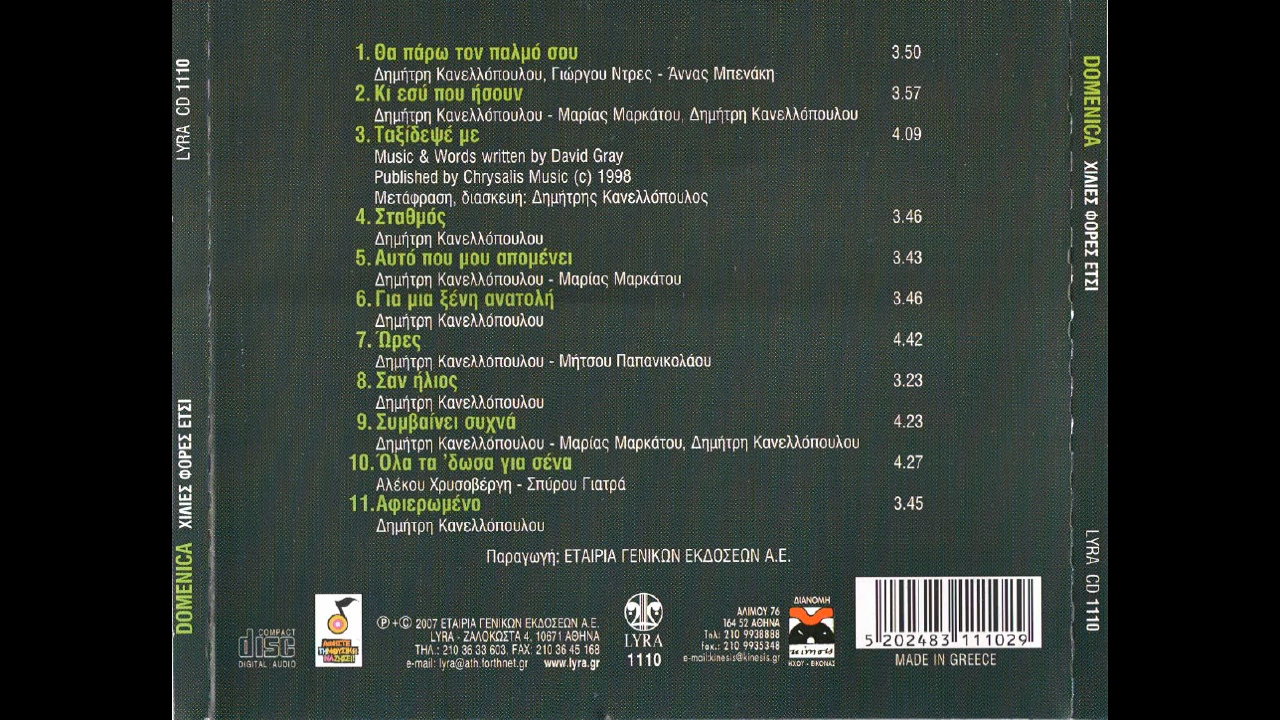 1. Θα πάρω τον παλμό σου 3.50
Δημήτρη Κανελλόπουλου, Γιώργου Ντρες - Άννας Μπενάκη
2. Κι εσύ που ήσουν 3.57
Δημήτρη Κανελλόπουλου - Μαρίας Μαρκάτου, Δημήτρη Κανελλόπουλου
3. Ταξίδεψέ με 4.09
Music & Words written by David Gray
Published by Chrysalis Music (c) 1998
Μετάφραση, διασκευή: Δημήτρης Κανελλόπουλος
4. Σταθμός 3.46
Δημήτρη Κανελλόπουλου
5. Αυτό που μου απομένει 3.43
Δημήτρη Κανελλόπουλου - Μαρίας Μαρκάτου
6. Για μια ξένη ανατολή 3.46
Δημήτρη Κανελλόπουλου
7. Ώρες 4.42
Δημήτρη Κανελλόπουλου - Μήτσου Παπανικολάου
8. Σαν ήλιος 3.23
Δημήτρη Κανελλόπουλου
9. Συμβαίνει συχνά 4.23
Δημήτρη Κανελλόπουλου - Μαρίας Μαρκάτου, Δημήτρη Κανελλόπουλου
10. Όλα τα 'δωσα για σένα 4.27
Αλέκου Χρυσοβέργη - Σπύρου Γιατρά
11. Αφιερωμένο 3.45
Δημήτρη Κανελλόπουλου
Παραγωγή: ΕΤΑΙΡΙΑ ΓΕΝΙΚΩΝ ΕΚΔΟΣΕΩΝ Α.Ε.
LYRA CD 1110
DOMENICA ΧΙΛΙΕΣ ΦΟΡΕΣ ΕΤΣΙ
DOMENICA ΧΙΛΙΕΣ ΦΟΡΕΣ ΕΤΣΙ
LYRA CD 1110
COMPACT
disc
DIGITAL AUDIO
ΑΦΗΣΤΕ
ΤΗ ΜΟΥΣΙΚΗ
ΝΑ ΖΗΣΕΙ
℗+© 2007 ΕΤΑΙΡΙΑ ΓΕΝΙΚΩΝ ΕΚΔΟΣΕΩΝ Α.Ε.
LYRA - ΖΑΛΟΚΩΣΤΑ 4, 10671 ΑΘΗΝΑ
ΤΗΛ.: 210 36 33 603, FAX: 210 36 45 168
e-mail: lyra@ath.forthnet.gr www.lyra.gr
LYRA
1110
ΑΛΙΜΟΥ 76
164 52 ΑΘΗΝΑ
Τηλ: 210 9938888
Fax: 210 9935348
e-mail:kinesis@kinesis.gr
ΔΙΑΝΟΜΗ
kinisis
ΗΧΟΥ - ΕΙΚΟΝΑΣ
5 202483 111029
MADE IN GREECE